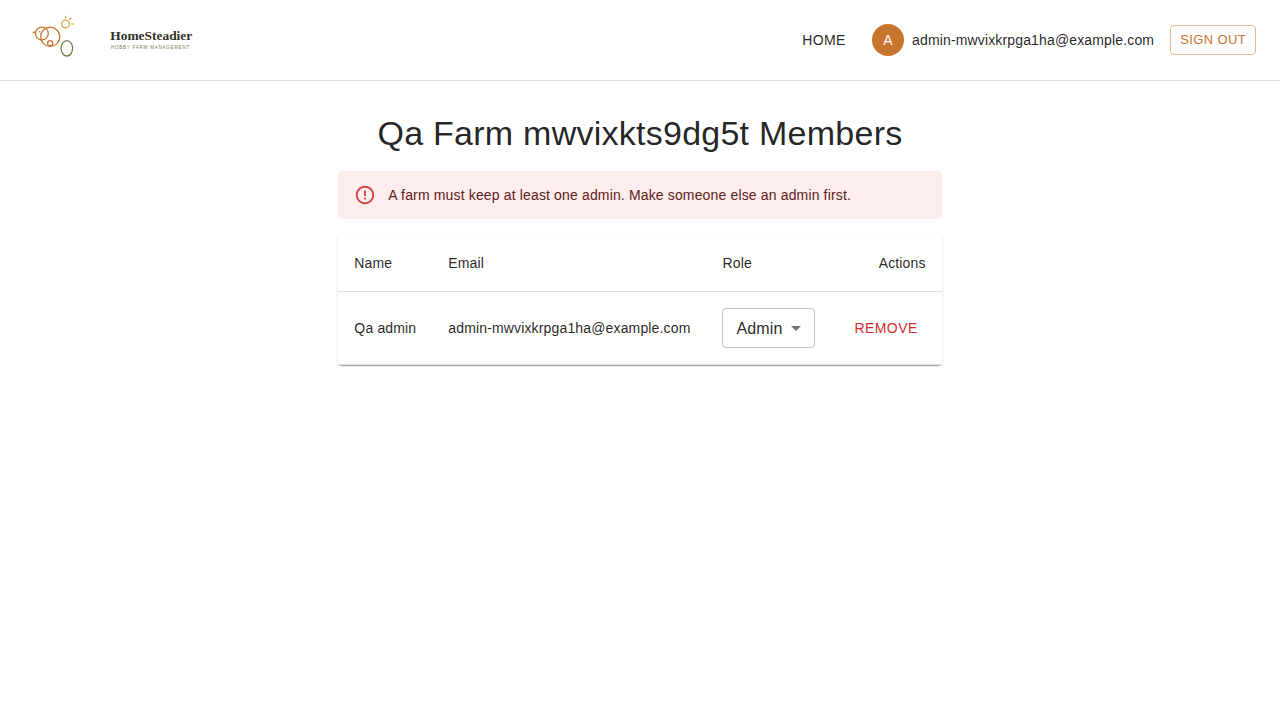 HomeSteadier
HOBBY FARM MANAGEMENT
HOME
A
admin-mwvixkrpga1ha@example.com
SIGN OUT
Qa Farm mwvixkts9dg5t Members
A farm must keep at least one admin. Make someone else an admin first.
Name Email Role Actions
Qa admin admin-mwvixkrpga1ha@example.com Admin REMOVE